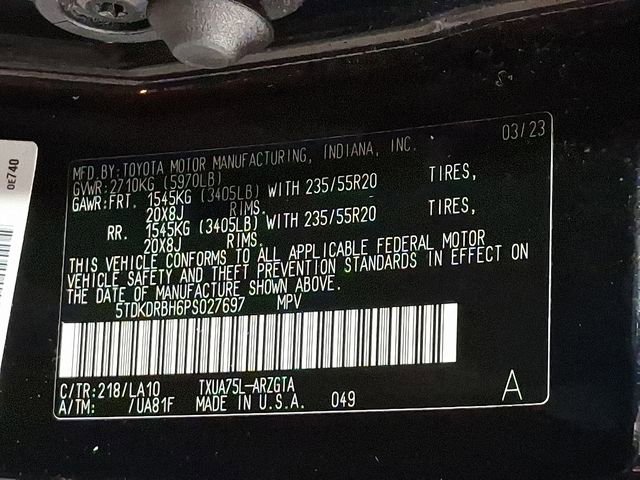 03/23
MFD.BY:TOYOTA MOTOR MANUFACTURING, INDIANA, INC.
GVWR:2710KG (5970LB)
GAWR:FRT. 1545KG (3405LB) WITH 235/55R20 TIRES,
20X8J RIMS.
RR. 1545KG (3405LB) WITH 235/55R20 TIRES,
20X8J RIMS.
THIS VEHICLE CONFORMS TO ALL APPLICABLE FEDERAL MOTOR
VEHICLE SAFETY AND THEFT PREVENTION STANDARDS IN EFFECT ON
THE DATE OF MANUFACTURE SHOWN ABOVE.
5TDKDRBH6PS027697 MPV
C/TR:218/LA10 TXUA75L-ARZGTA
A/TM: /UA81F MADE IN U.S.A. 049
A
0E740